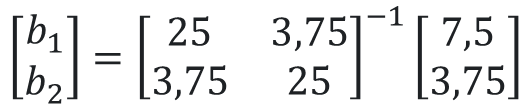 [b₁ b₂] = [25 3,75 3,75 25]⁻¹ [7,5 3,75]